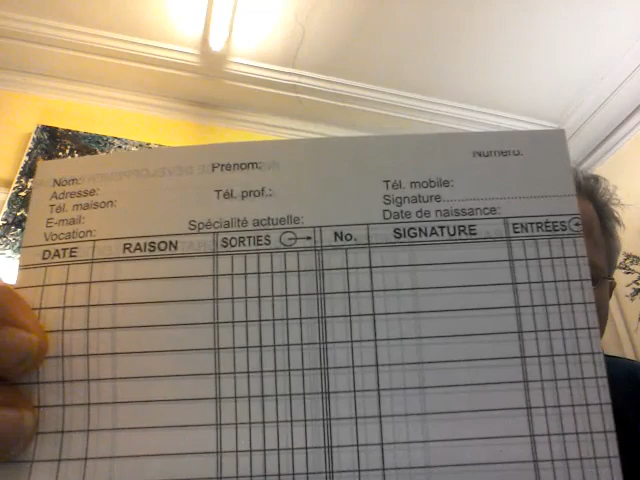 Nom: Prénom: Numéro:
Adresse:
Tél. maison: Tél. prof.: Tél. mobile:
E-mail: Signature
Vocation: Spécialité actuelle: Date de naissance:
DATE RAISON SORTIES No. SIGNATURE ENTRÉES